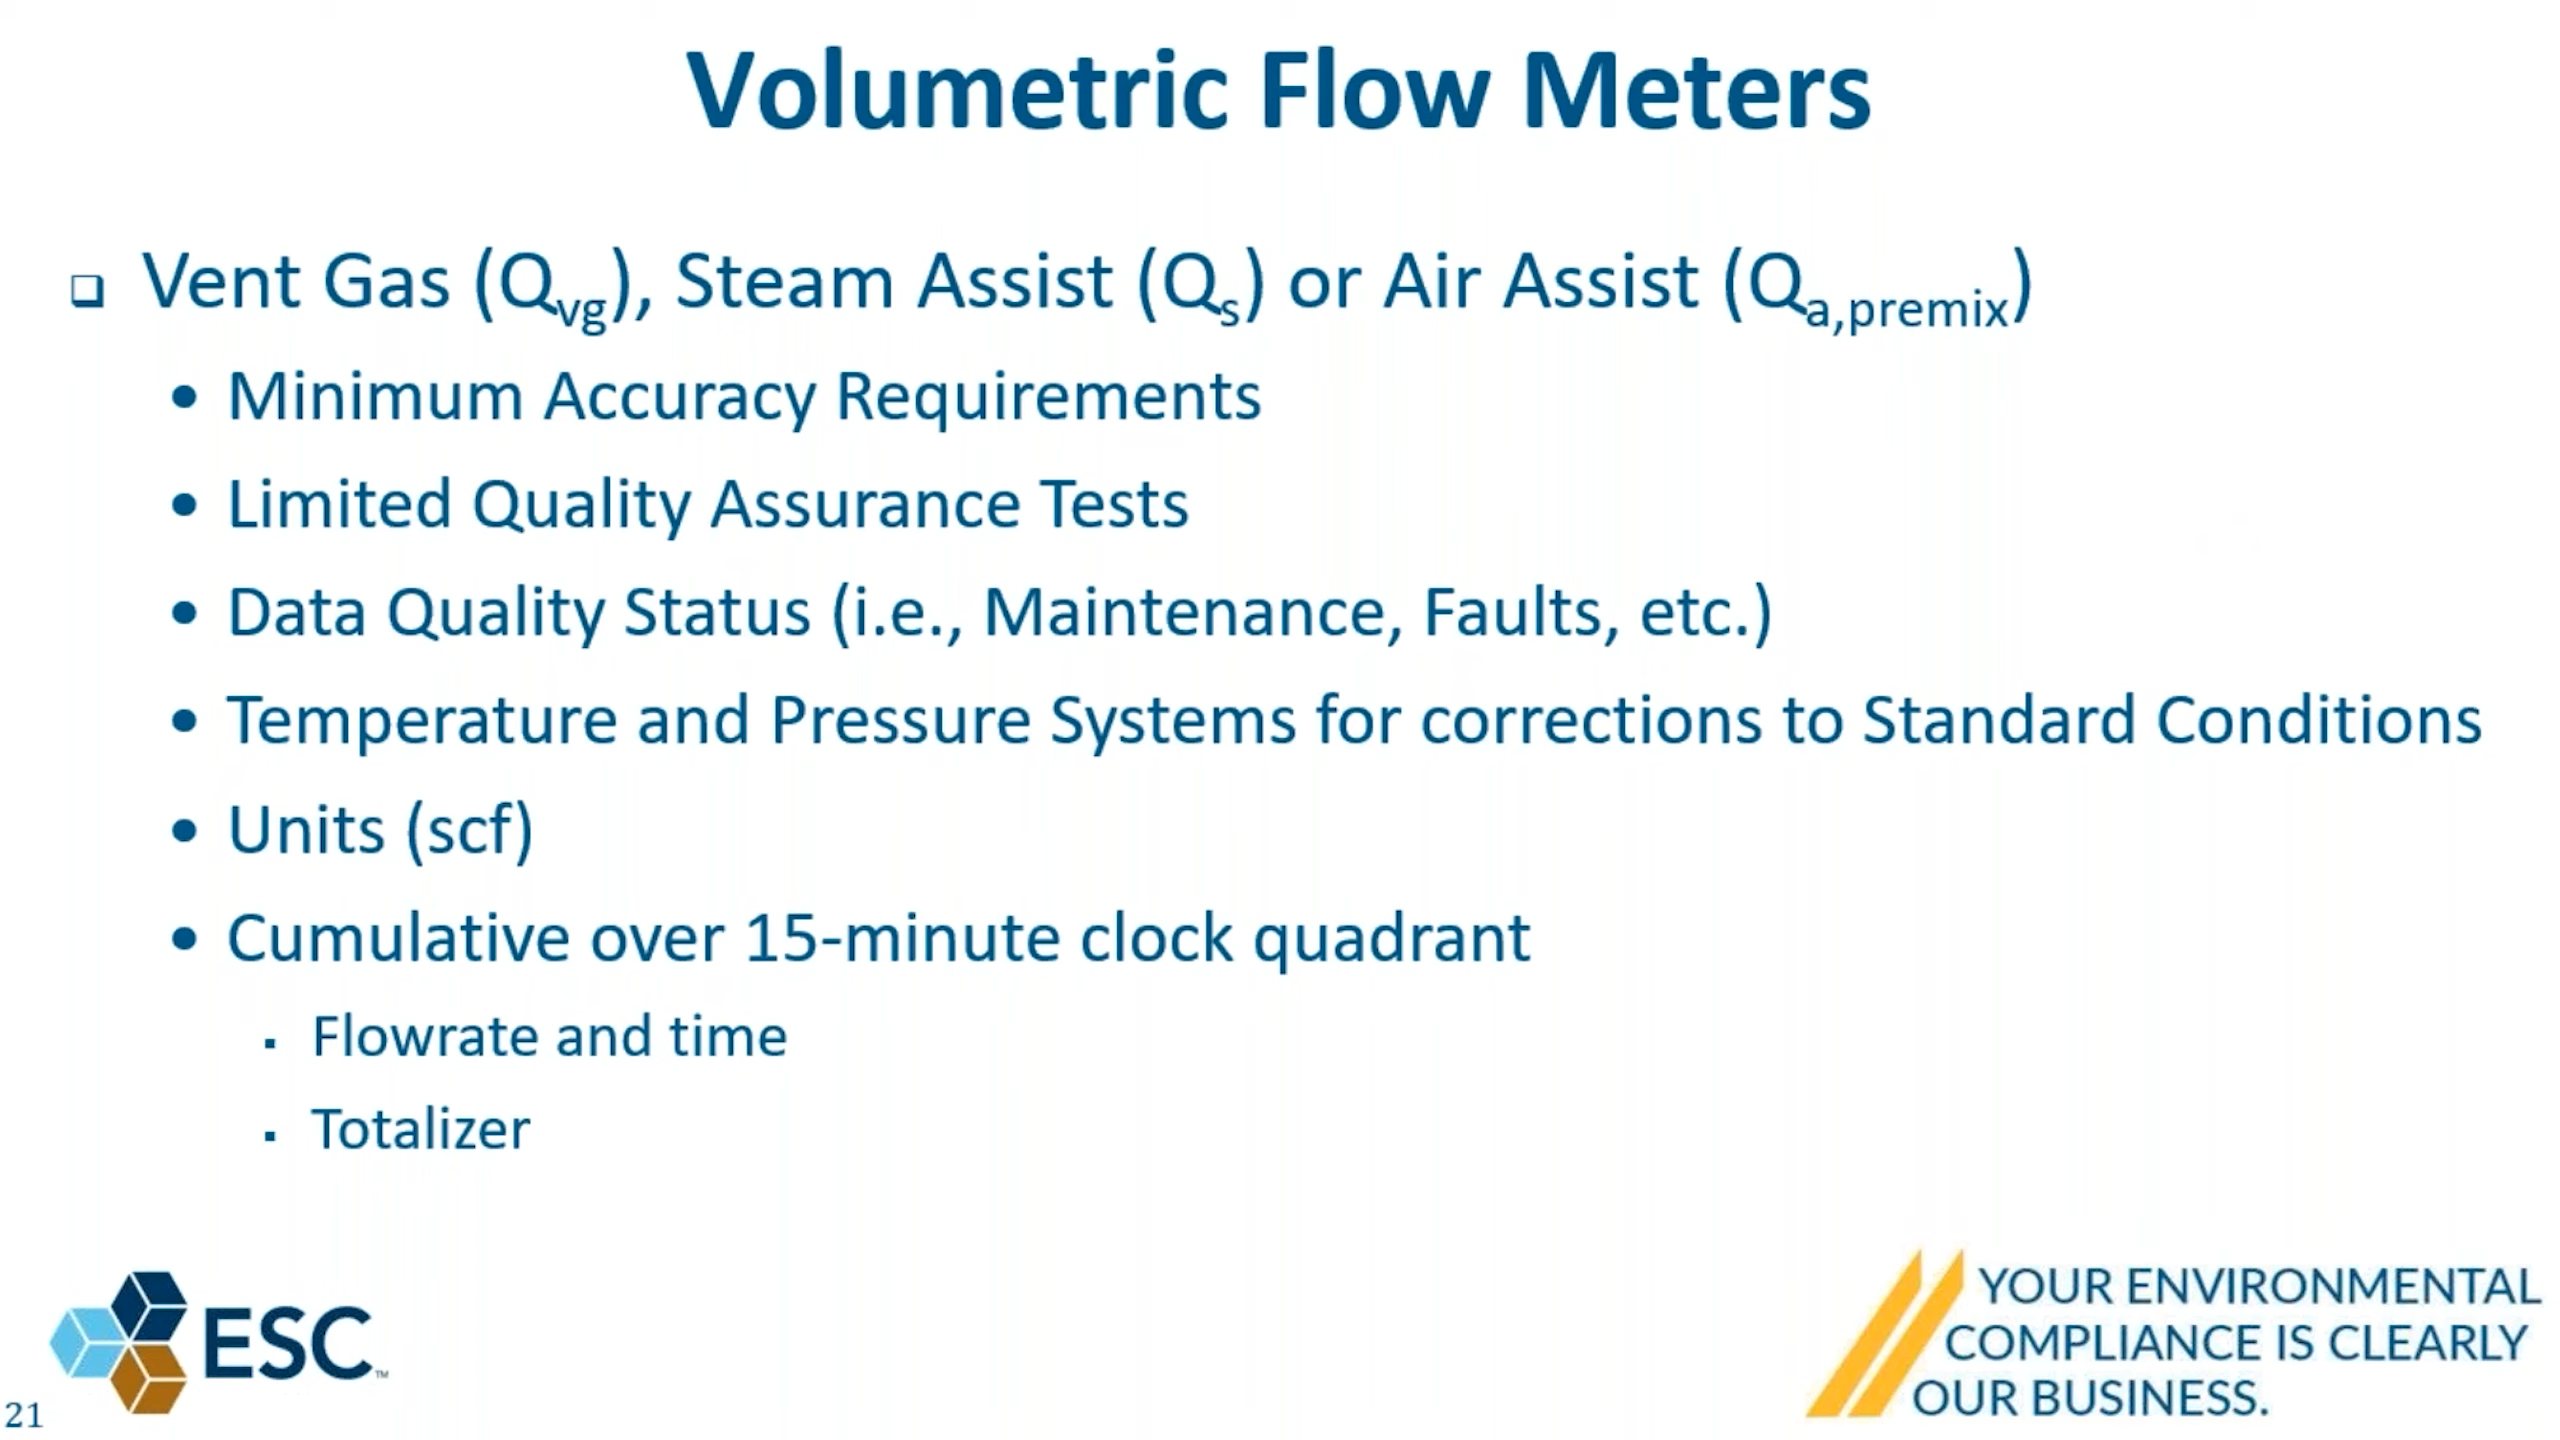 Volumetric Flow Meters
❑ Vent Gas (Qvg), Steam Assist (Qs) or Air Assist (Qa,premix)
• Minimum Accuracy Requirements
• Limited Quality Assurance Tests
• Data Quality Status (i.e., Maintenance, Faults, etc.)
• Temperature and Pressure Systems for corrections to Standard Conditions
• Units (scf)
• Cumulative over 15-minute clock quadrant
▪ Flowrate and time
▪ Totalizer
ESC™
YOUR ENVIRONMENTAL
COMPLIANCE IS CLEARLY
OUR BUSINESS.
21